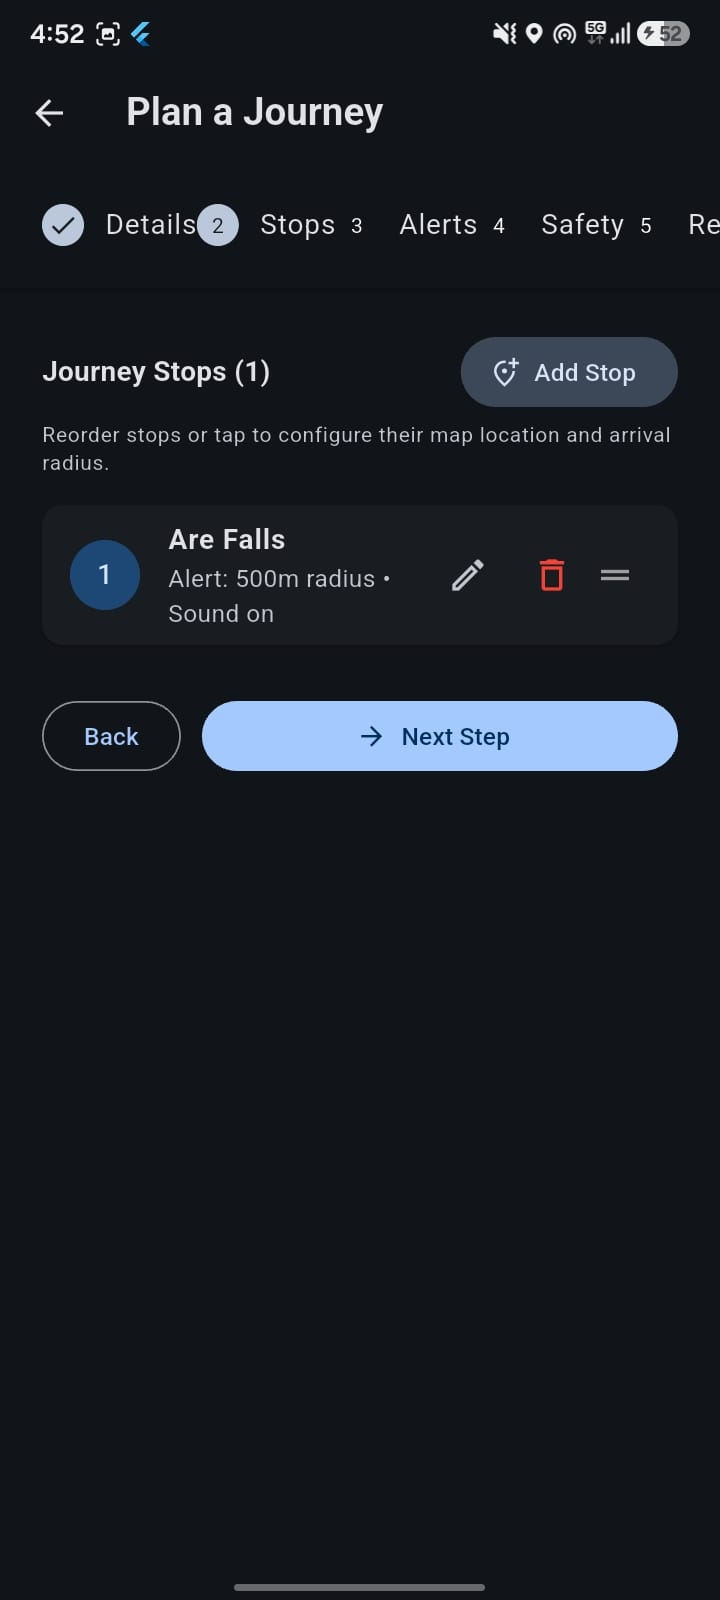 4:52
5G
52
Plan a Journey
Details 2 Stops 3 Alerts 4 Safety 5 Re
Journey Stops (1)
Add Stop
Reorder stops or tap to configure their map location and arrival
radius.
1
Are Falls
Alert: 500m radius •
Sound on
Back
Next Step